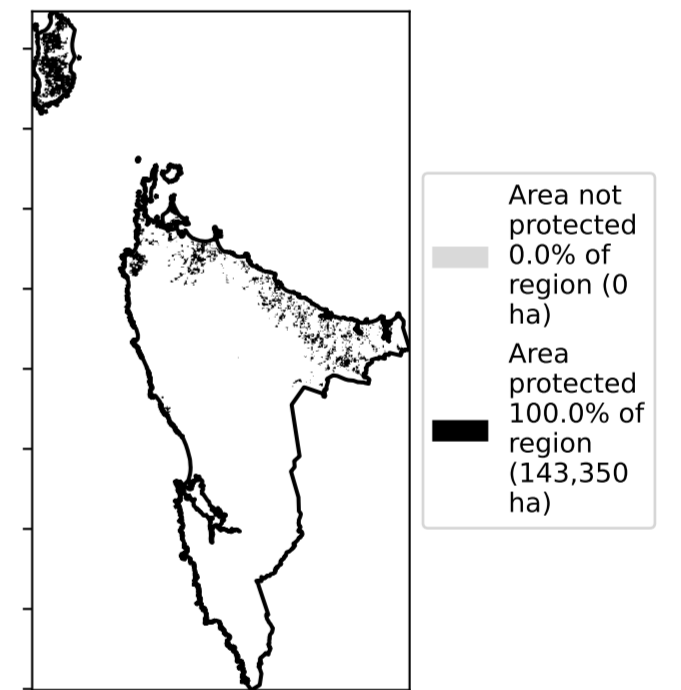 Area not
protected
0.0% of
region (0
ha)
Area
protected
100.0% of
region
(143,350
ha)